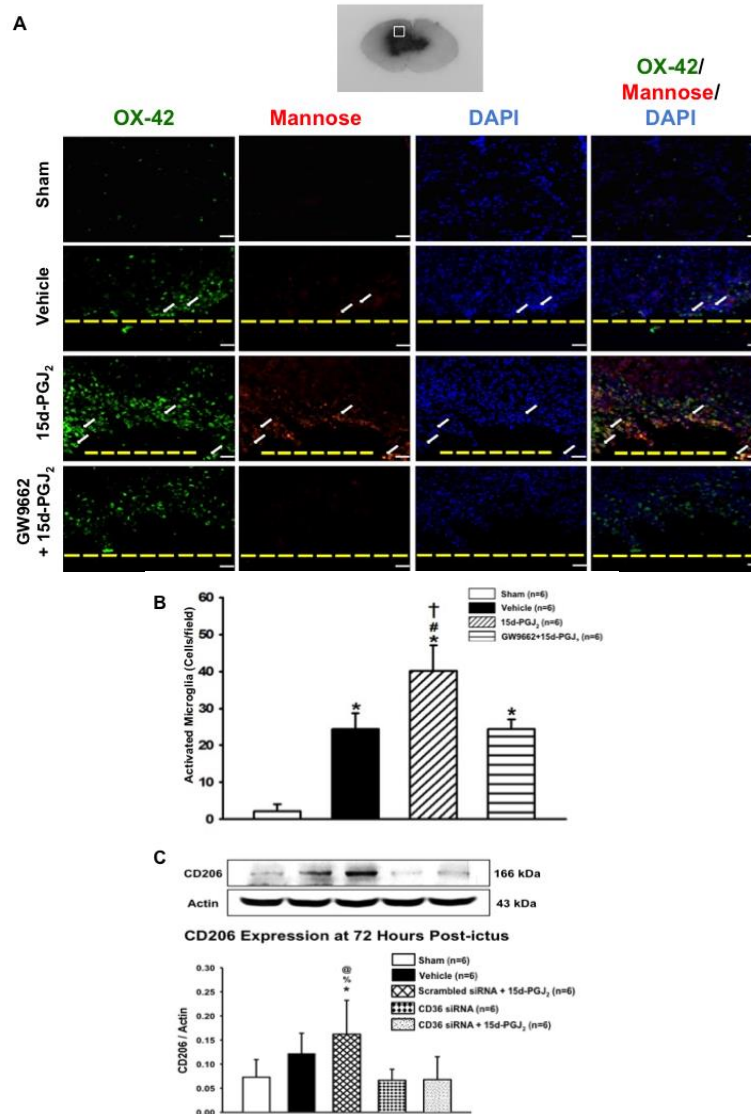 A
OX-42
Mannose
DAPI
OX-42/
Mannose/
DAPI
Sham
Vehicle
15d-PGJ₂
GW9662
+ 15d-PGJ₂
B
Activated Microglia (Cells/field)
60
50
40
30
20
10
0
*
†
#
*
*
Sham (n=6)
Vehicle (n=6)
15d-PGJ₂ (n=6)
GW9662+15d-PGJ₂ (n=6)
C
CD206
166 kDa
Actin
43 kDa
CD206 Expression at 72 Hours Post-ictus
CD206 / Actin
0.30
0.25
0.20
0.15
0.10
0.05
0.00
@
%
*
Sham (n=6)
Vehicle (n=6)
Scrambled siRNA + 15d-PGJ₂ (n=6)
CD36 siRNA (n=6)
CD36 siRNA + 15d-PGJ₂ (n=6)